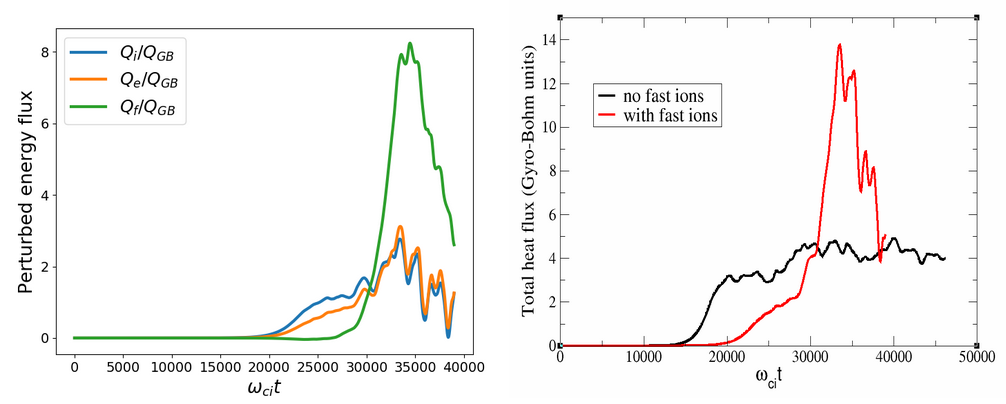 Perturbed energy flux
8
6
4
2
0
Qi/QGB
Qe/QGB
Qf/QGB
0 5000 10000 15000 20000 25000 30000 35000 40000
ωcit
Total heat flux (Gyro-Bohm units)
14
12
10
8
6
4
2
0
no fast ions
with fast ions
0 10000 20000 30000 40000 50000
ωcit